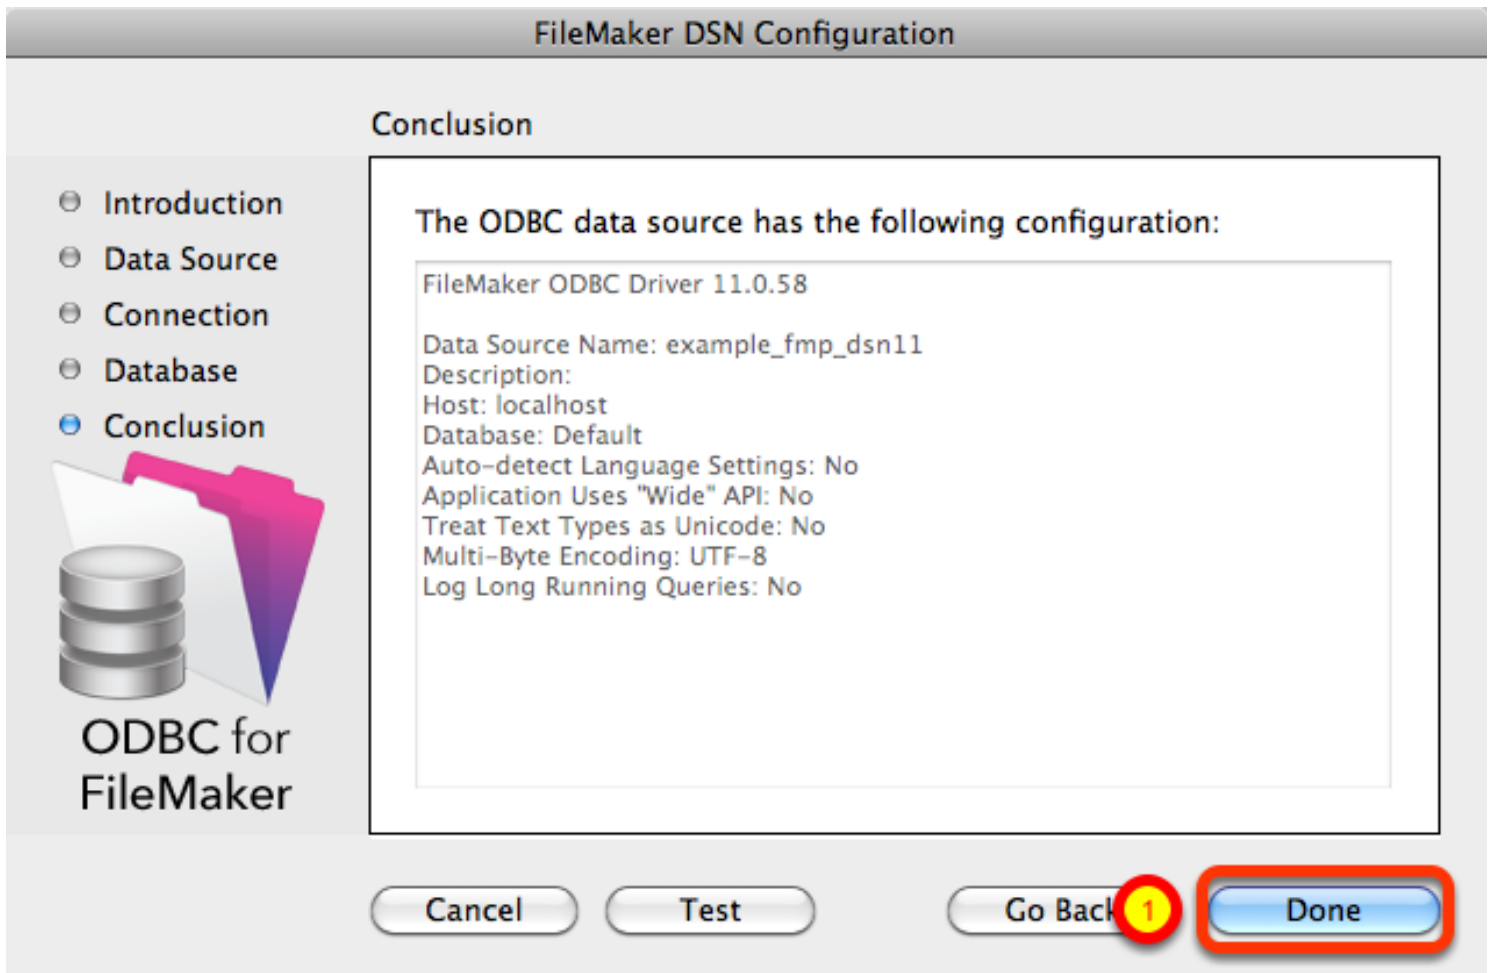 FileMaker DSN Configuration
Conclusion
Introduction
Data Source
Connection
Database
Conclusion
ODBC for
FileMaker
The ODBC data source has the following configuration:
FileMaker ODBC Driver 11.0.58
Data Source Name: example_fmp_dsn11
Description:
Host: localhost
Database: Default
Auto-detect Language Settings: No
Application Uses "Wide" API: No
Treat Text Types as Unicode: No
Multi-Byte Encoding: UTF-8
Log Long Running Queries: No
Cancel
Test
Go Back
1
Done